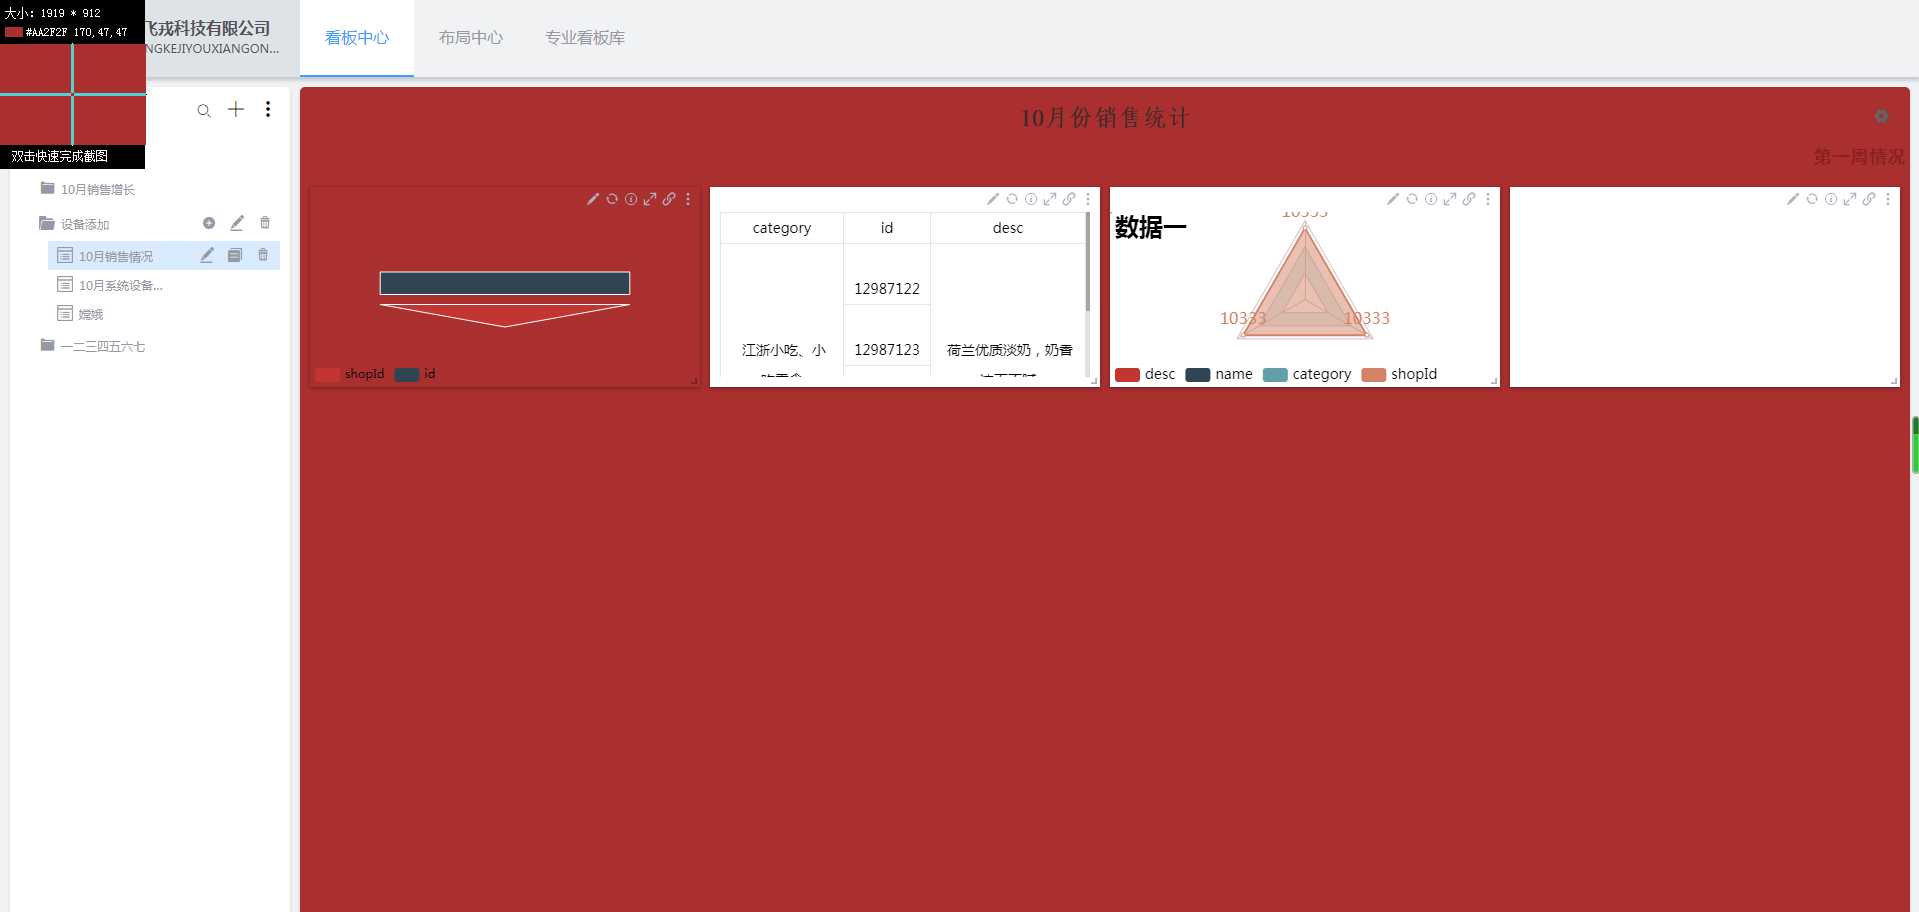 大小: 1919 * 912
#AA2F2F 170,47,47
双击快速完成截图
飞戎科技有限公司
NGKEJIYOUXIANGON...
看板中心
布局中心
专业看板库
10月销售增长
设备添加
10月销售情况
10月系统设备...
嫦娥
一二三四五六七
10月份销售统计
第一周情况
shopId
id
category
id
desc
12987122
江浙小吃、小
12987123
荷兰优质淡奶，奶香
数据一
10333
10333
10333
desc
name
category
shopId